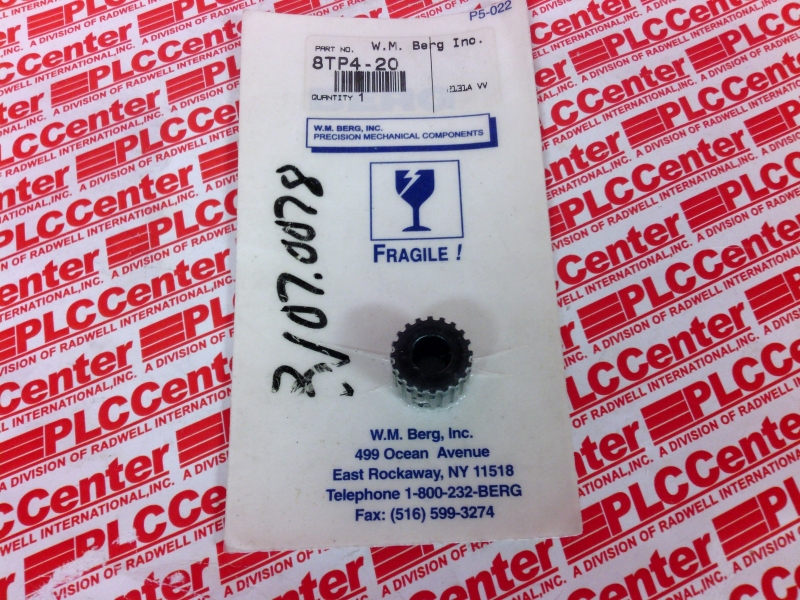 P5-022
PART NO. W.M. Berg Inc.
8TP4-20
QUANTITY 1
W.M. BERG, INC.
PRECISION MECHANICAL COMPONENTS
FRAGILE !
3107.0078
W.M. Berg, Inc.
499 Ocean Avenue
East Rockaway, NY 11518
Telephone 1-800-232-BERG
Fax: (516) 599-3274
PLCCenter
A DIVISION OF RADWELL INTERNATIONAL, INC.